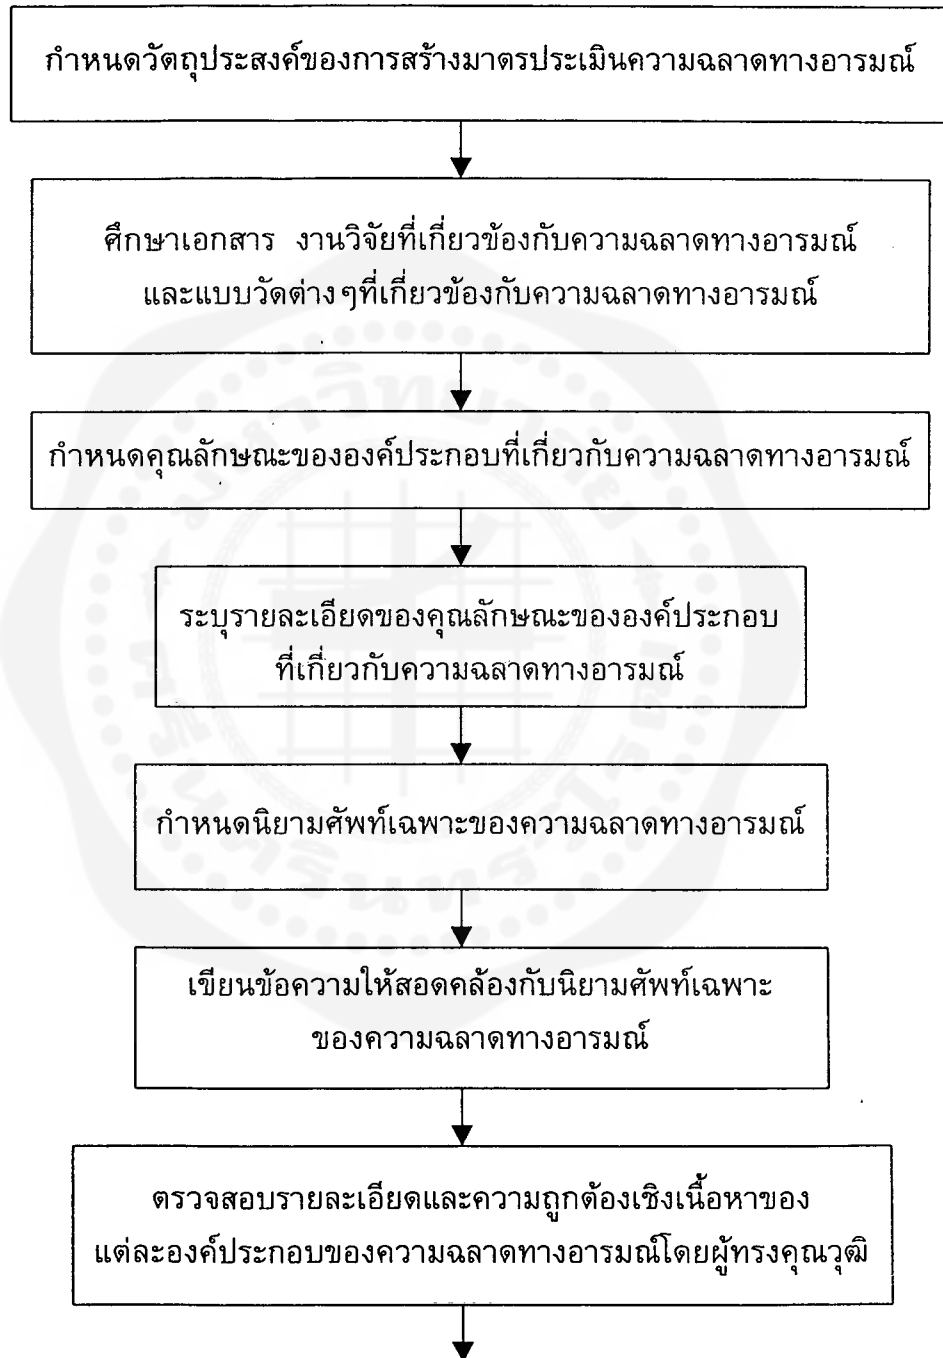 กำหนดวัตถุประสงค์ของการสร้างมาตรประเมินความฉลาดทางอารมณ์
ศึกษาเอกสาร งานวิจัยที่เกี่ยวข้องกับความฉลาดทางอารมณ์
และแบบวัดต่างๆที่เกี่ยวข้องกับความฉลาดทางอารมณ์
กำหนดคุณลักษณะขององค์ประกอบที่เกี่ยวกับความฉลาดทางอารมณ์
ระบุรายละเอียดของคุณลักษณะขององค์ประกอบ
ที่เกี่ยวกับความฉลาดทางอารมณ์
กำหนดนิยามศัพท์เฉพาะของความฉลาดทางอารมณ์
เขียนข้อความให้สอดคล้องกับนิยามศัพท์เฉพาะ
ของความฉลาดทางอารมณ์
ตรวจสอบรายละเอียดและความถูกต้องเชิงเนื้อหาของ
แต่ละองค์ประกอบของความฉลาดทางอารมณ์โดยผู้ทรงคุณวุฒิ
มหาวิทยาลัย
ศรีนครินทรวิโรฒ